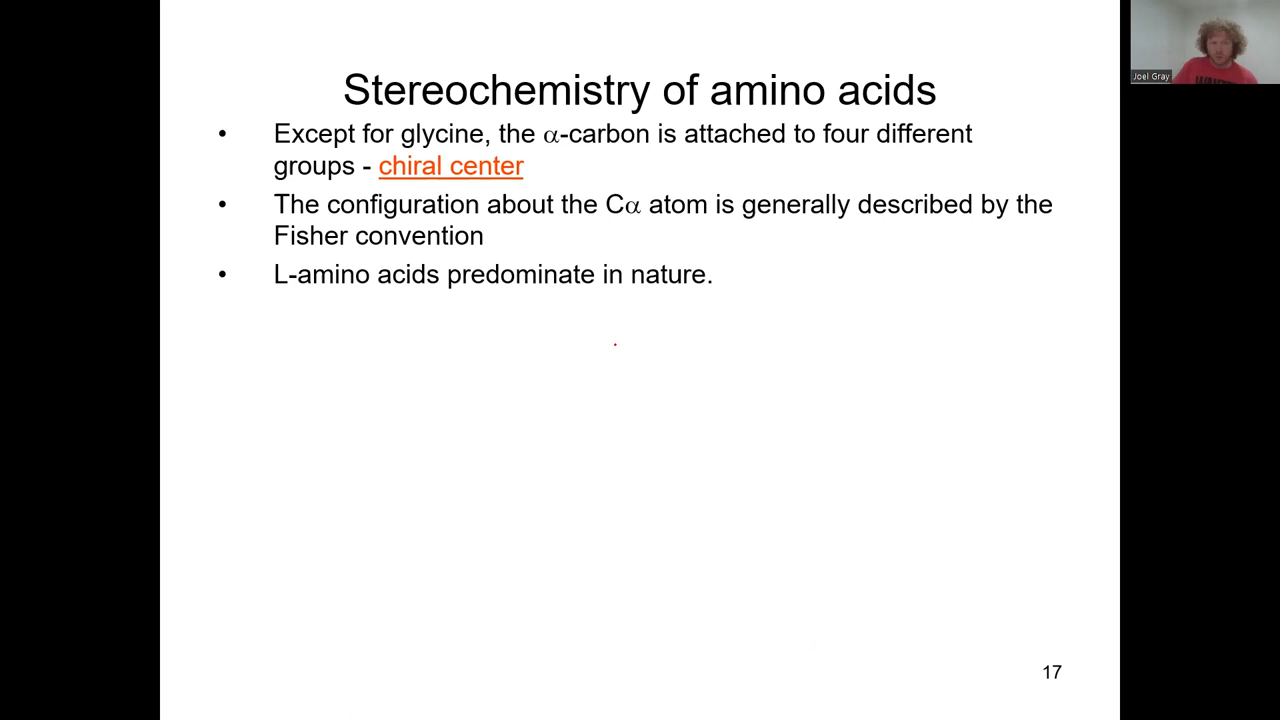 Stereochemistry of amino acids
• Except for glycine, the α-carbon is attached to four different
groups - chiral center
• The configuration about the Cα atom is generally described by the
Fisher convention
• L-amino acids predominate in nature.
17
Joel Gray